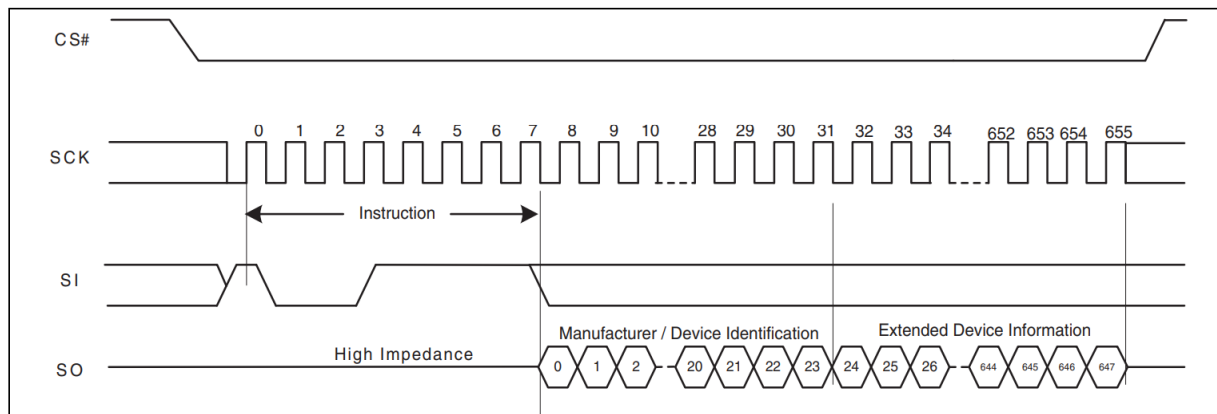 CS#
0 1 2 3 4 5 6 7 8 9 10 28 29 30 31 32 33 34 652 653 654 655
SCK
Instruction
SI
Manufacturer / Device Identification Extended Device Information
High Impedance
SO 0 1 2 20 21 22 23 24 25 26 644 645 646 647